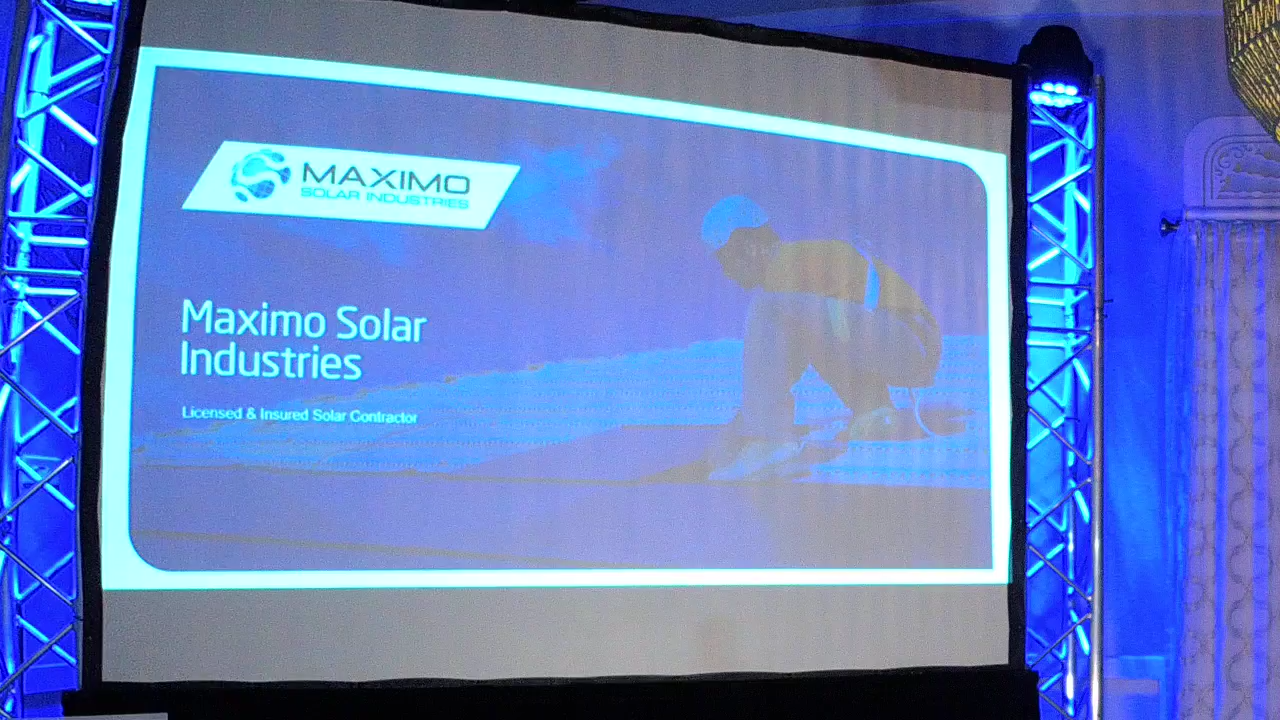 MAXIMO
SOLAR INDUSTRIES
Maximo Solar
Industries
Licensed & Insured Solar Contractor